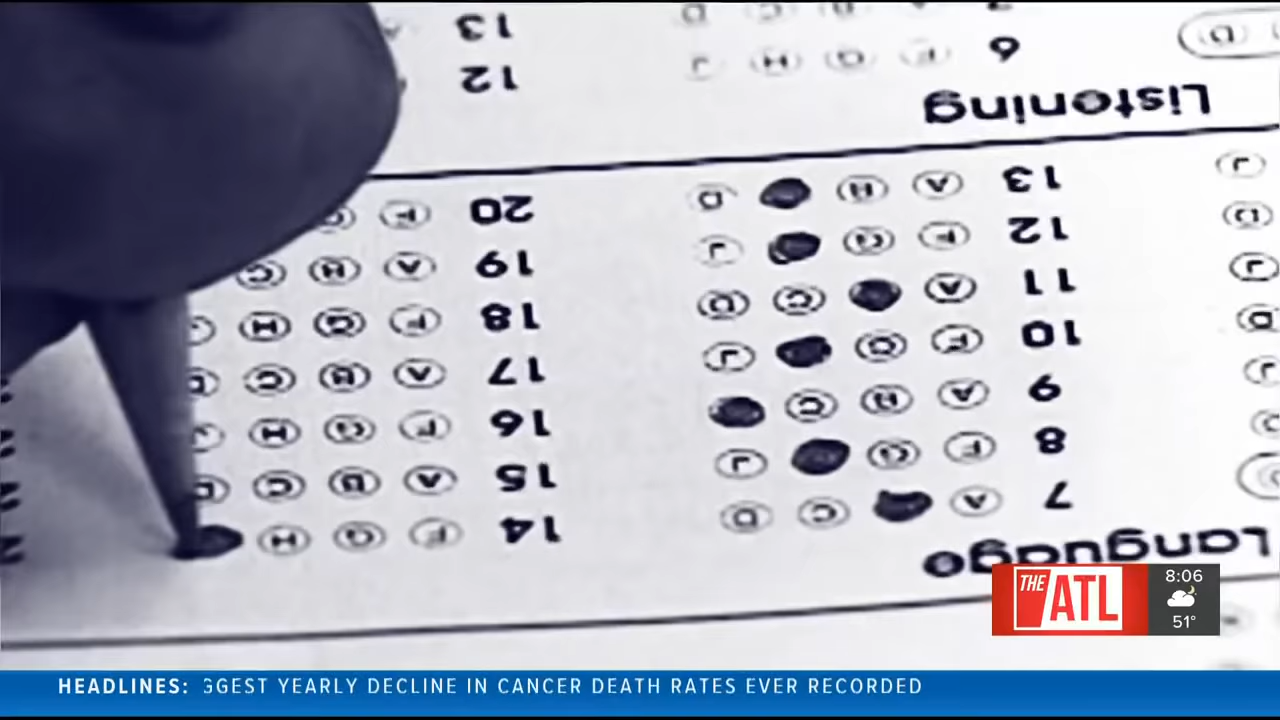 Language
7 A C D
8 F G J
9 A B C
10 F G J
11 A C D
12 F G J
13 A B D
14 F G H
15 A B C
16 F G H
17 A B C
18 F G H
19 A B C
20 F
Listening
6 F G H J
12
13
THE ATL
8:06
51°
HEADLINES: GGEST YEARLY DECLINE IN CANCER DEATH RATES EVER RECORDED